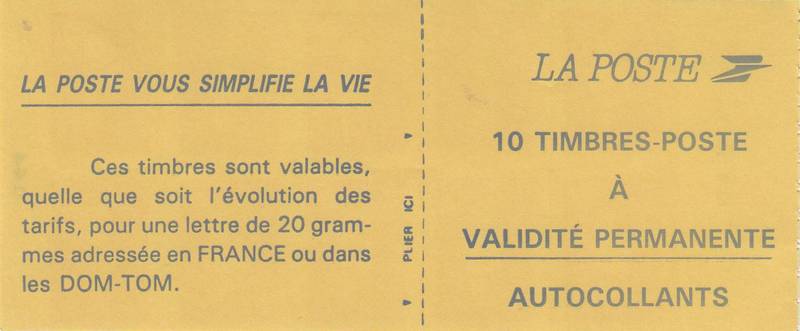 LA POSTE VOUS SIMPLIFIE LA VIE
Ces timbres sont valables,
quelle que soit l'évolution des
tarifs, pour une lettre de 20 gram-
mes adressée en FRANCE ou dans
les DOM-TOM.
PLIER ICI
LA POSTE
10 TIMBRES-POSTE
À
VALIDITÉ PERMANENTE
AUTOCOLLANTS